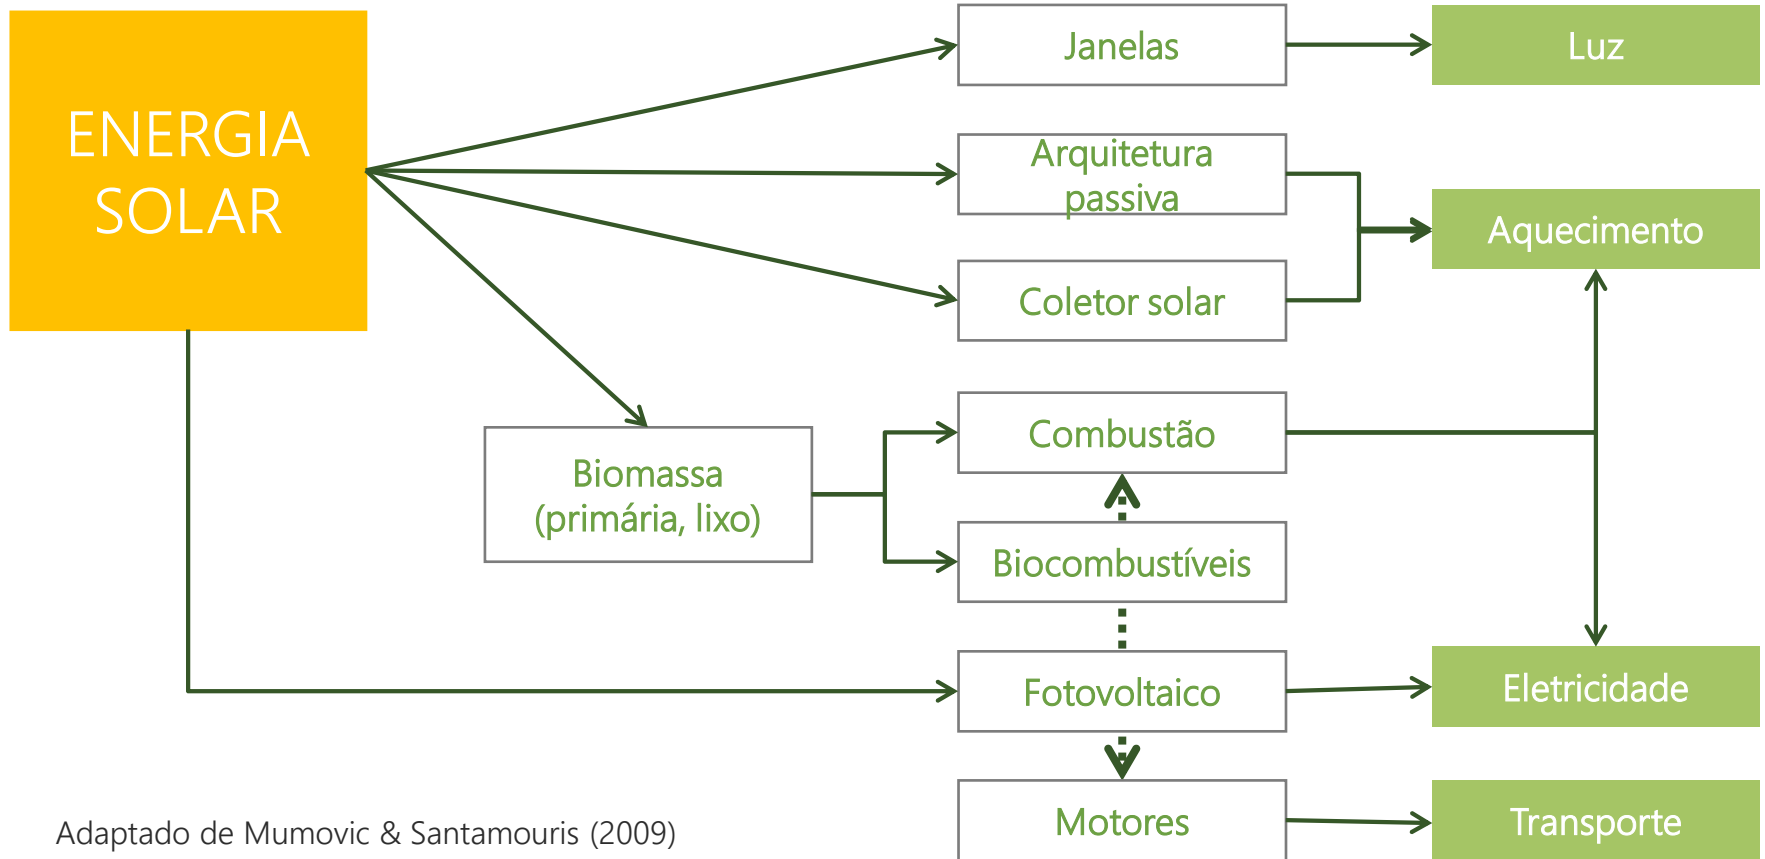 ENERGIA
SOLAR
Janelas
Luz
Arquitetura
passiva
Aquecimento
Coletor solar
Combustão
Biomassa
(primária, lixo)
Biocombustíveis
Fotovoltaico
Eletricidade
Motores
Transporte
Adaptado de Mumovic & Santamouris (2009)